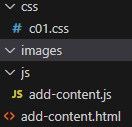 css
# c01.css
images
js
JS add-content.js
<> add-content.html